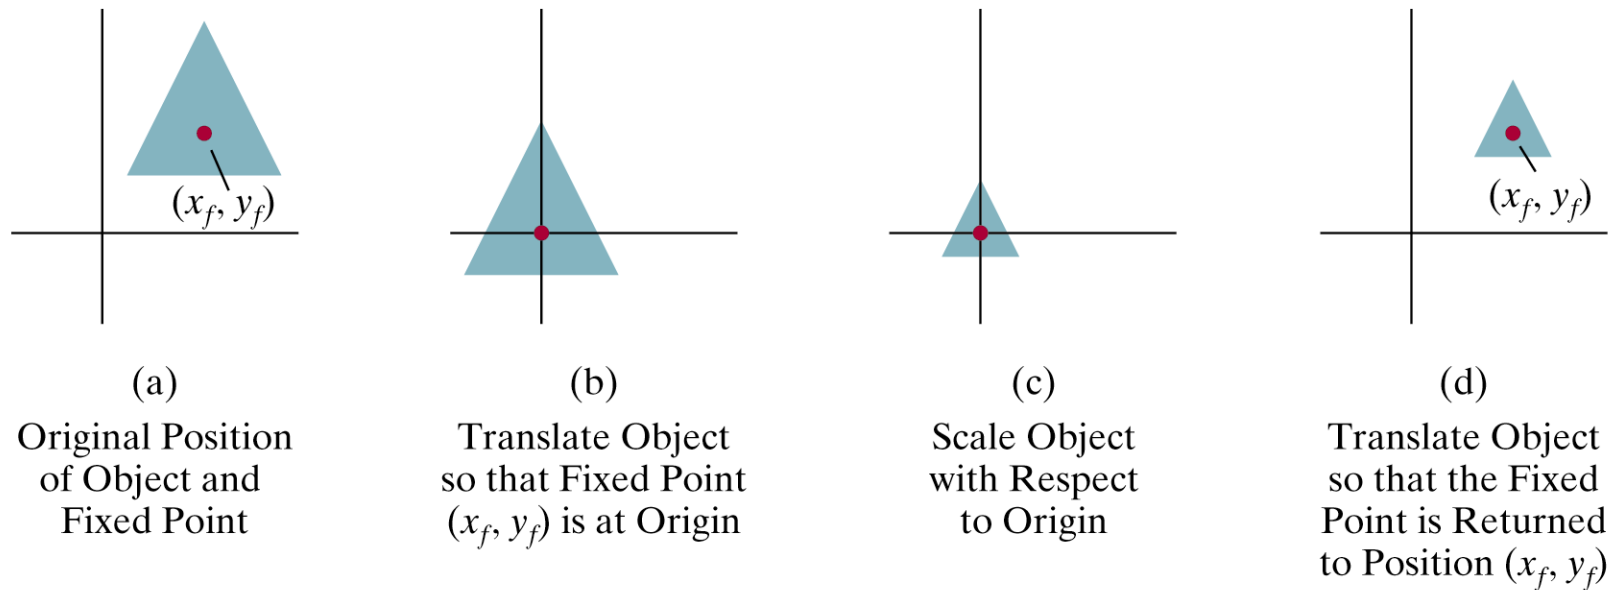 (x_f, y_f)
(x_f, y_f)
(a)
Original Position
of Object and
Fixed Point
(b)
Translate Object
so that Fixed Point
(x_f, y_f) is at Origin
(c)
Scale Object
with Respect
to Origin
(d)
Translate Object
so that the Fixed
Point is Returned
to Position (x_f, y_f)